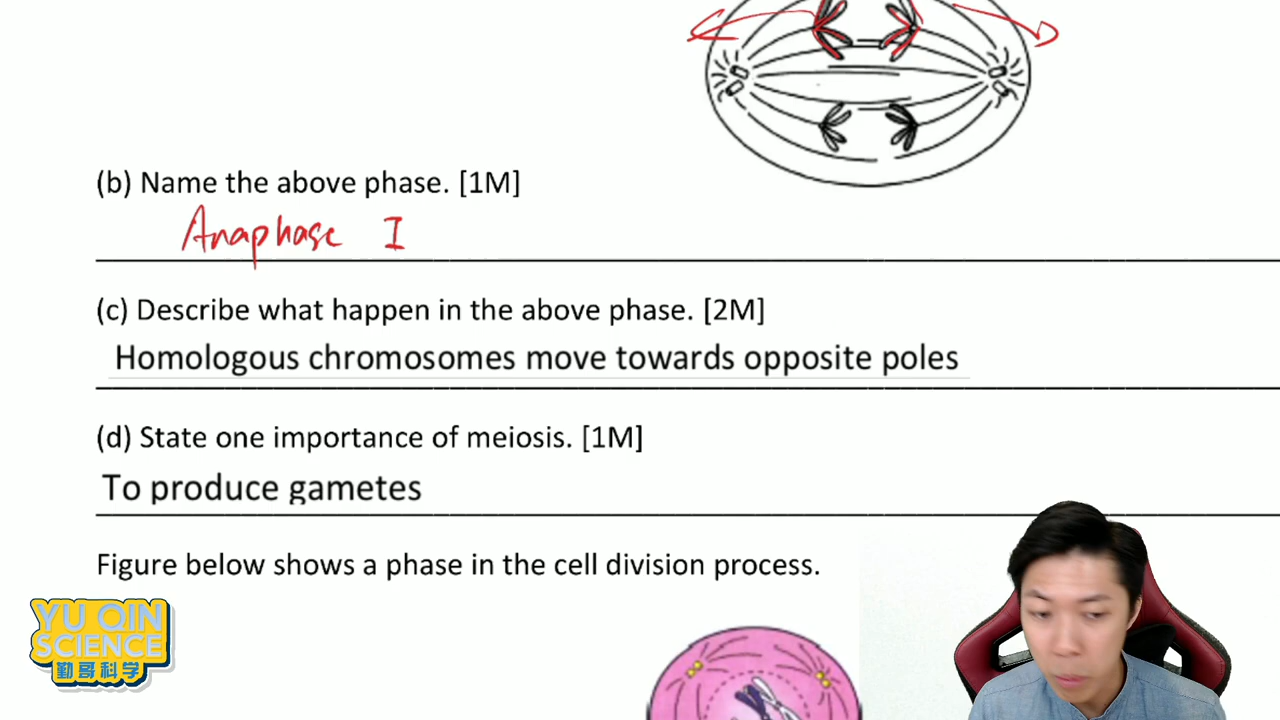 (b) Name the above phase. [1M]
Anaphase I
(c) Describe what happen in the above phase. [2M]
Homologous chromosomes move towards opposite poles
(d) State one importance of meiosis. [1M]
To produce gametes
Figure below shows a phase in the cell division process.
YU QIN
SCIENCE
勤哥科学